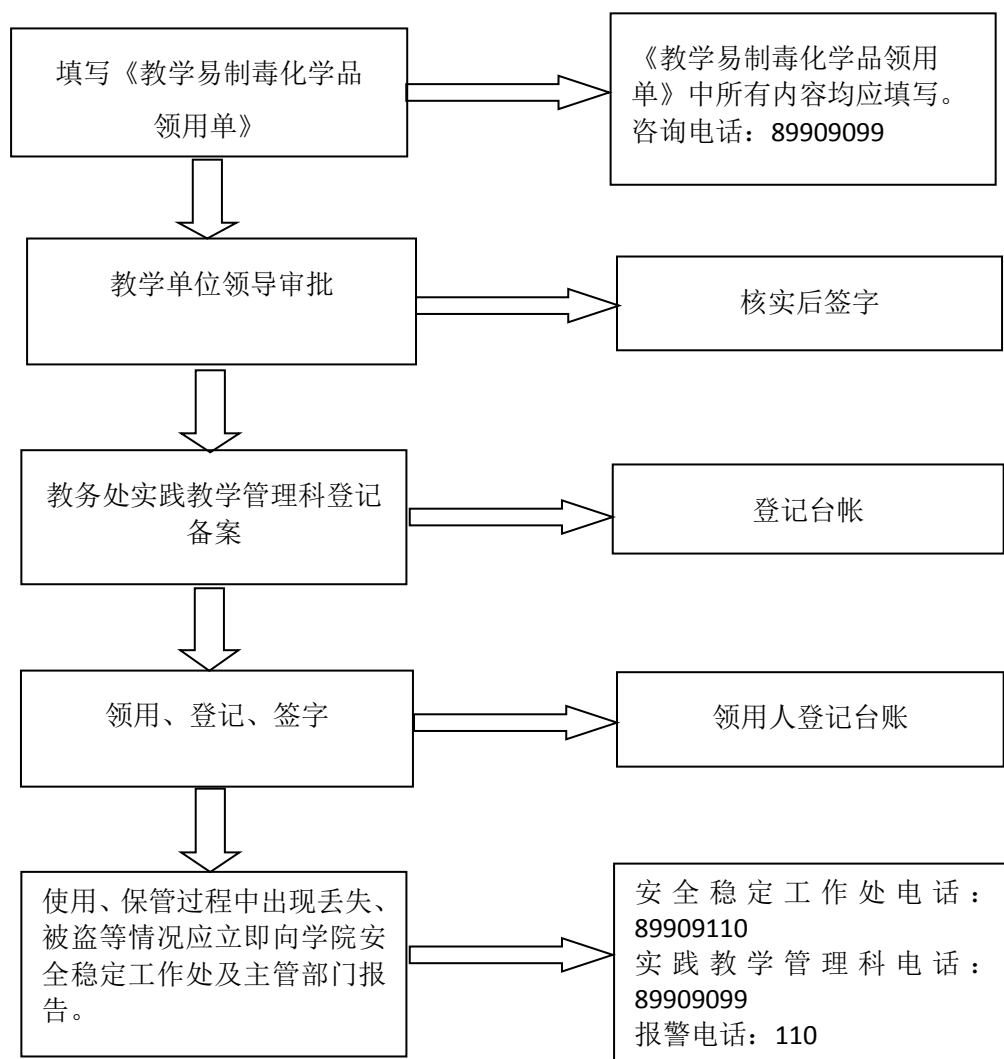 填写《教学易制毒化学品
领用单》
《教学易制毒化学品领用
单》中所有内容均应填写。
咨询电话：89909099
教学单位领导审批
核实后签字
教务处实践教学管理科登记
备案
登记台帐
领用、登记、签字
领用人登记台账
使用、保管过程中出现丢失、
被盗等情况应立即向学院安
全稳定工作处及主管部门报
告。
安全稳定工作处电话：
89909110
实践教学管理科电话：
89909099
报警电话：110